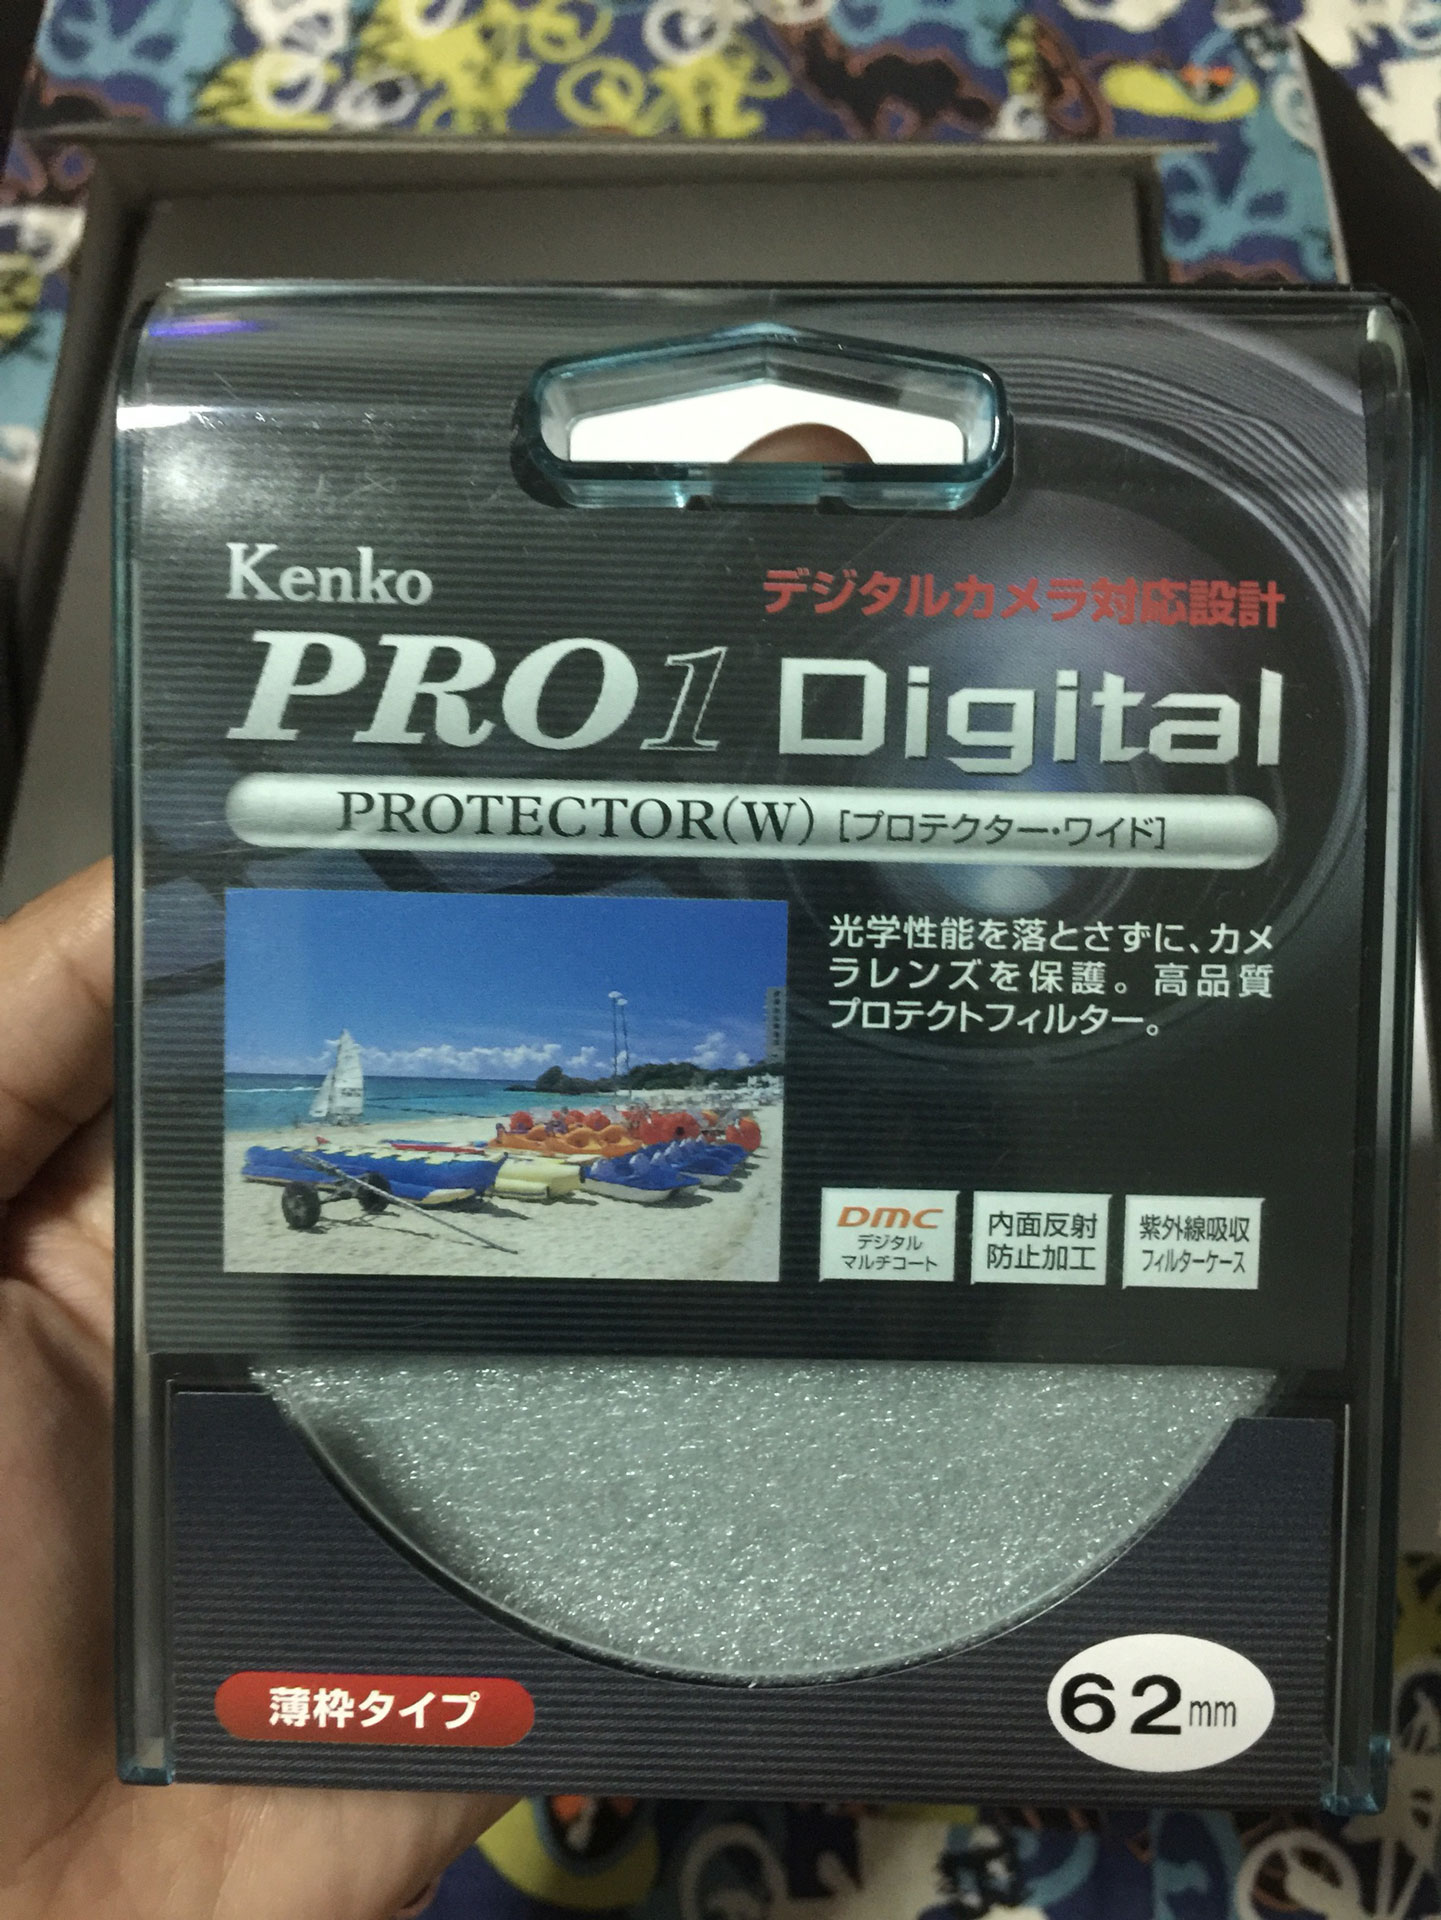 Kenko
デジタルカメラ対応設計
PRO1 Digital
PROTECTOR(W) [プロテクター・ワイド]
光学性能を落とさずに、カメ
ラレンズを保護。高品質
プロテクトフィルター。
DMC
デジタル
マルチコート
内面反射
防止加工
紫外線吸収
フィルターケース
薄枠タイプ
62mm